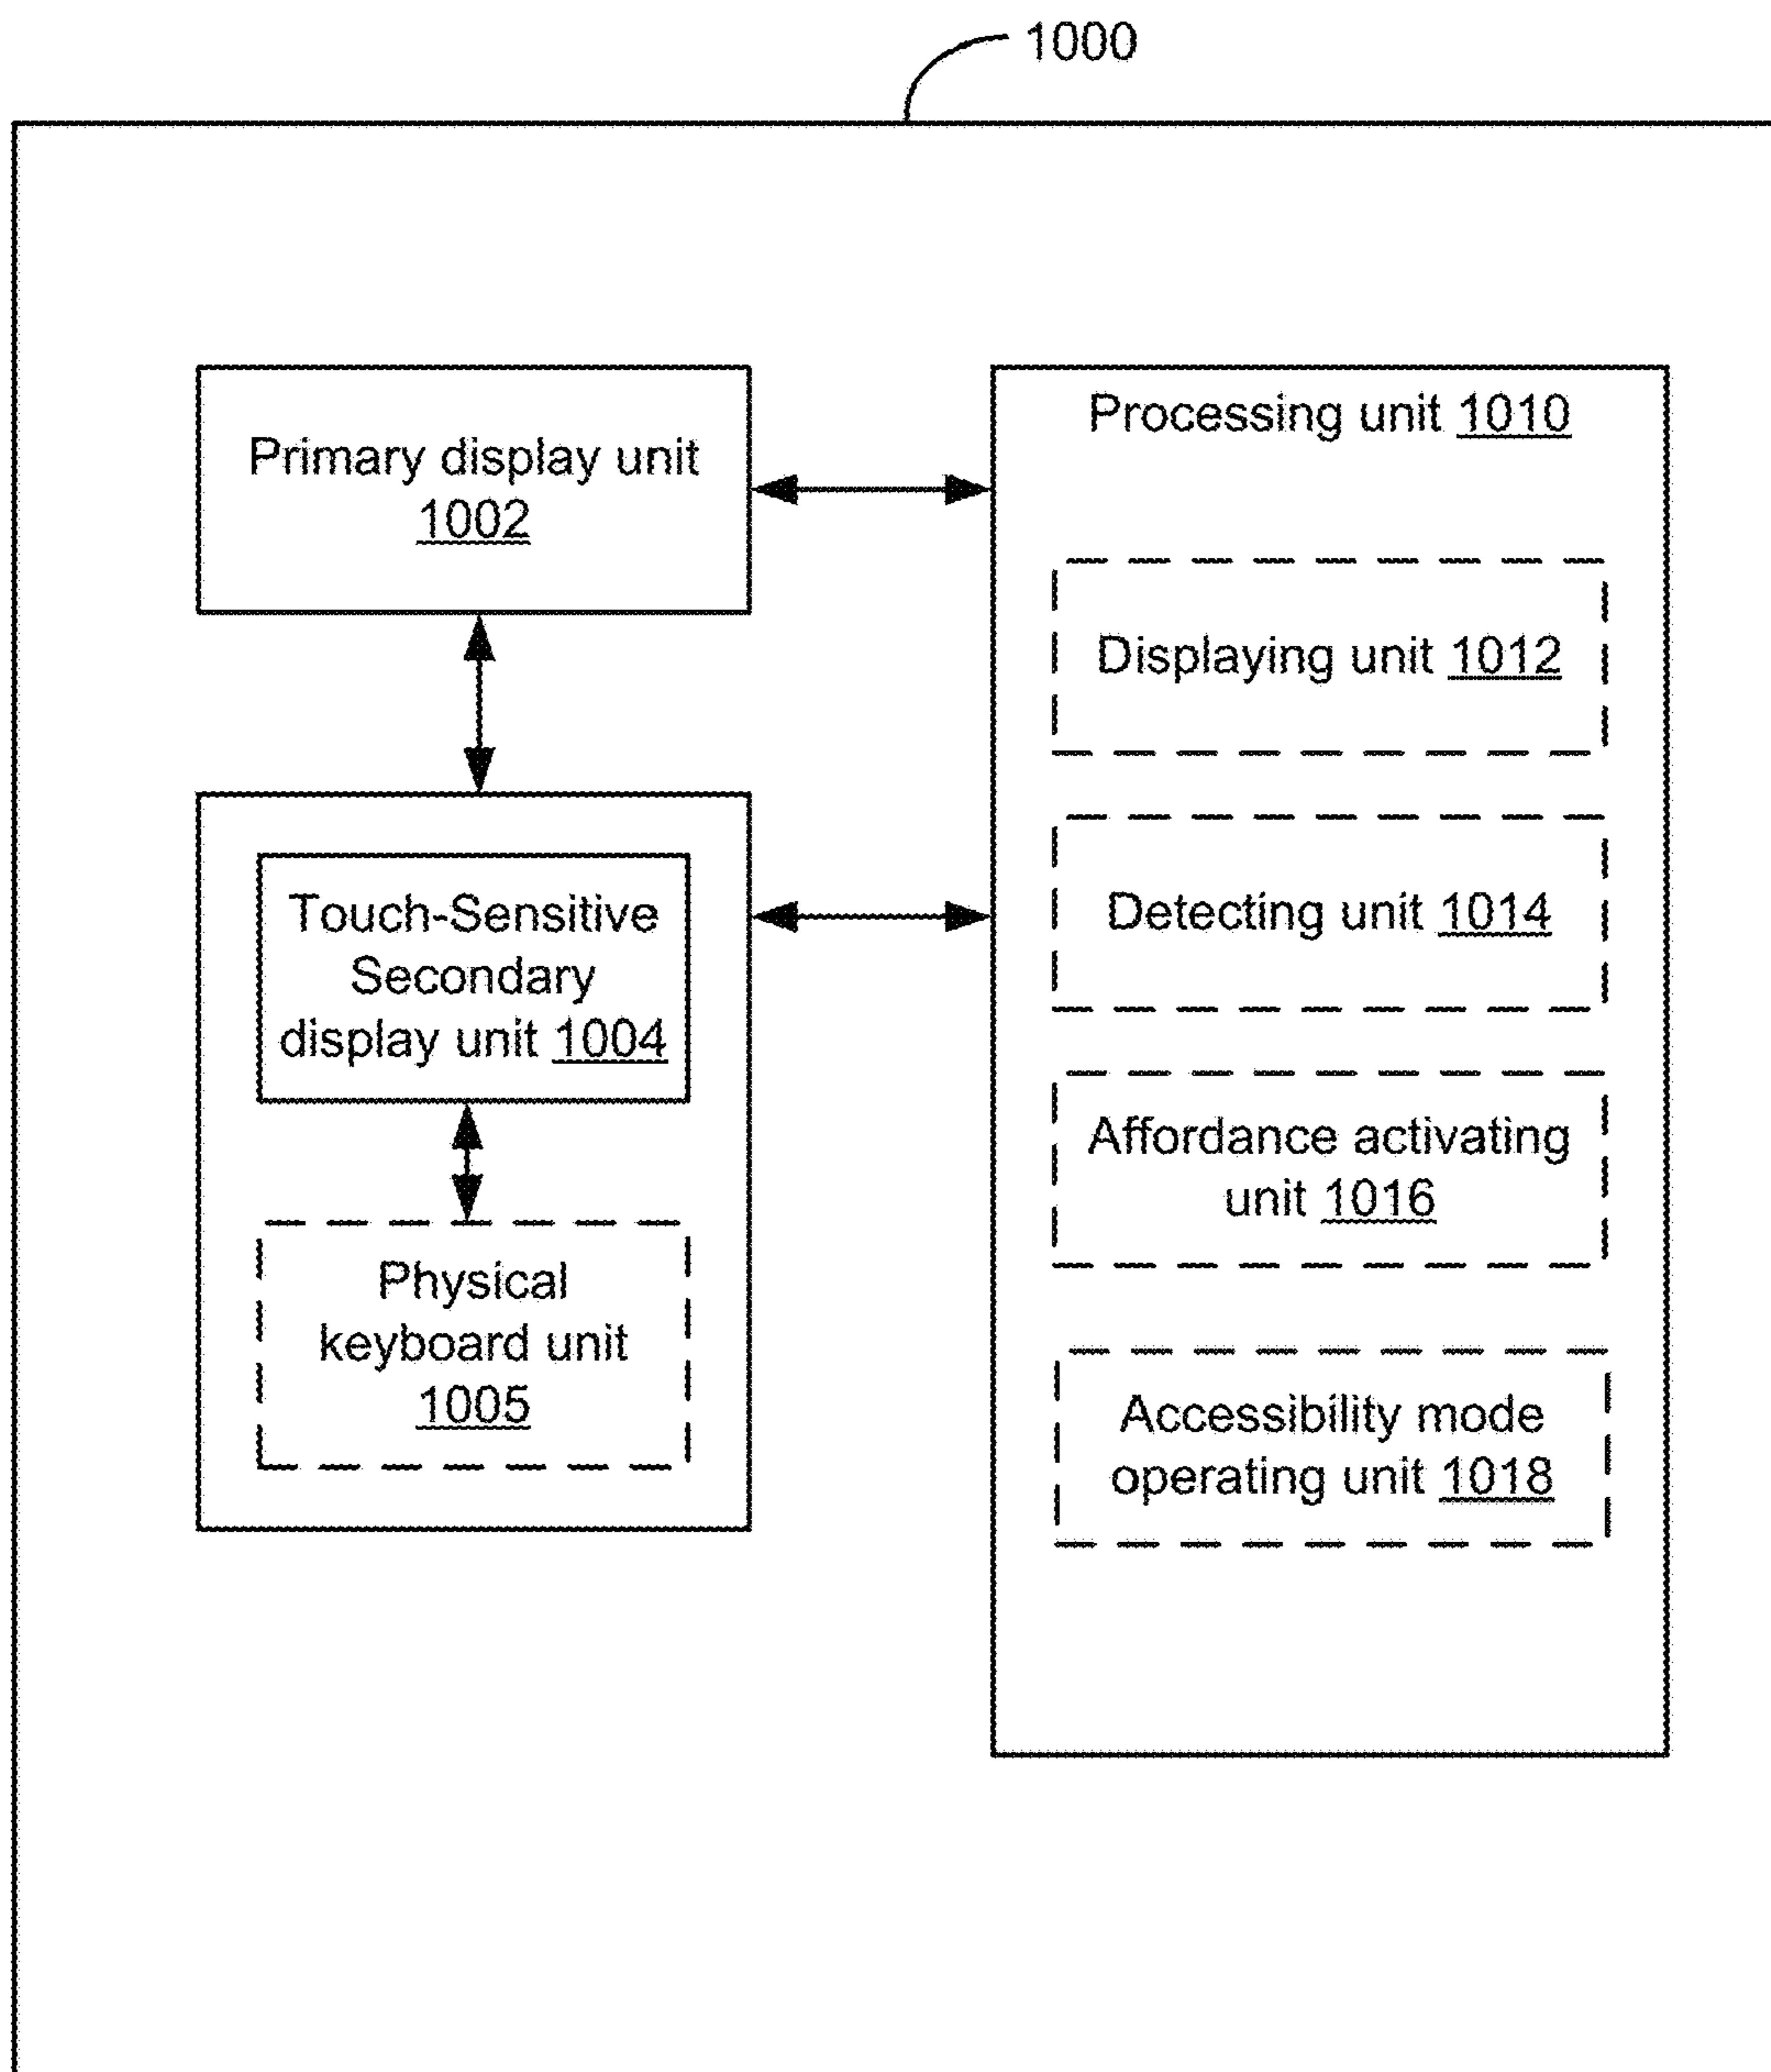 1000
Primary display unit
1002
Touch-Sensitive
Secondary
display unit 1004
Physical
keyboard unit
1005
Processing unit 1010
Displaying unit 1012
Detecting unit 1014
Affordance activating
unit 1016
Accessibility mode
operating unit 1018